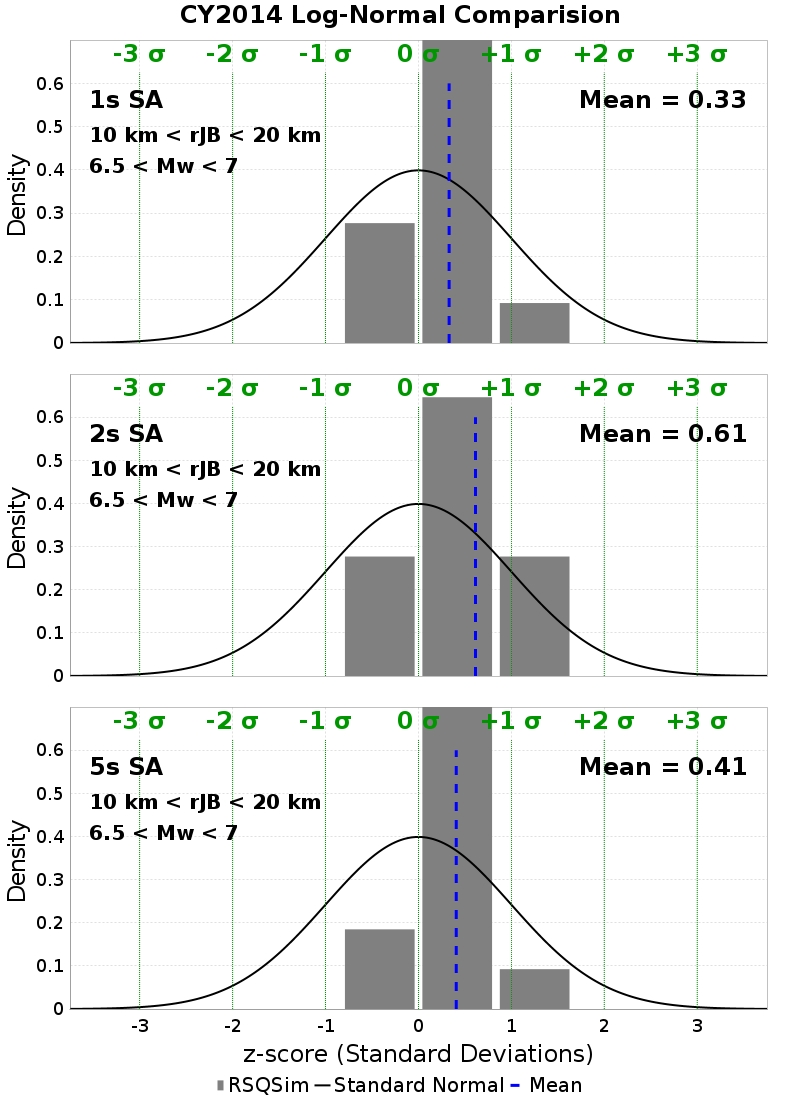 CY2014 Log-Normal Comparision
-3 σ -2 σ -1 σ 0 σ +1 σ +2 σ +3 σ
1s SA Mean = 0.33
10 km < rJB < 20 km
6.5 < Mw < 7
Density
0.6
0.5
0.4
0.3
0.2
0.1
0
-3 σ -2 σ -1 σ 0 σ +1 σ +2 σ +3 σ
2s SA Mean = 0.61
10 km < rJB < 20 km
6.5 < Mw < 7
Density
0.6
0.5
0.4
0.3
0.2
0.1
0
-3 σ -2 σ -1 σ 0 σ +1 σ +2 σ +3 σ
5s SA Mean = 0.41
10 km < rJB < 20 km
6.5 < Mw < 7
Density
0.6
0.5
0.4
0.3
0.2
0.1
0
-3 -2 -1 0 1 2 3
z-score (Standard Deviations)
RSQSim Standard Normal Mean